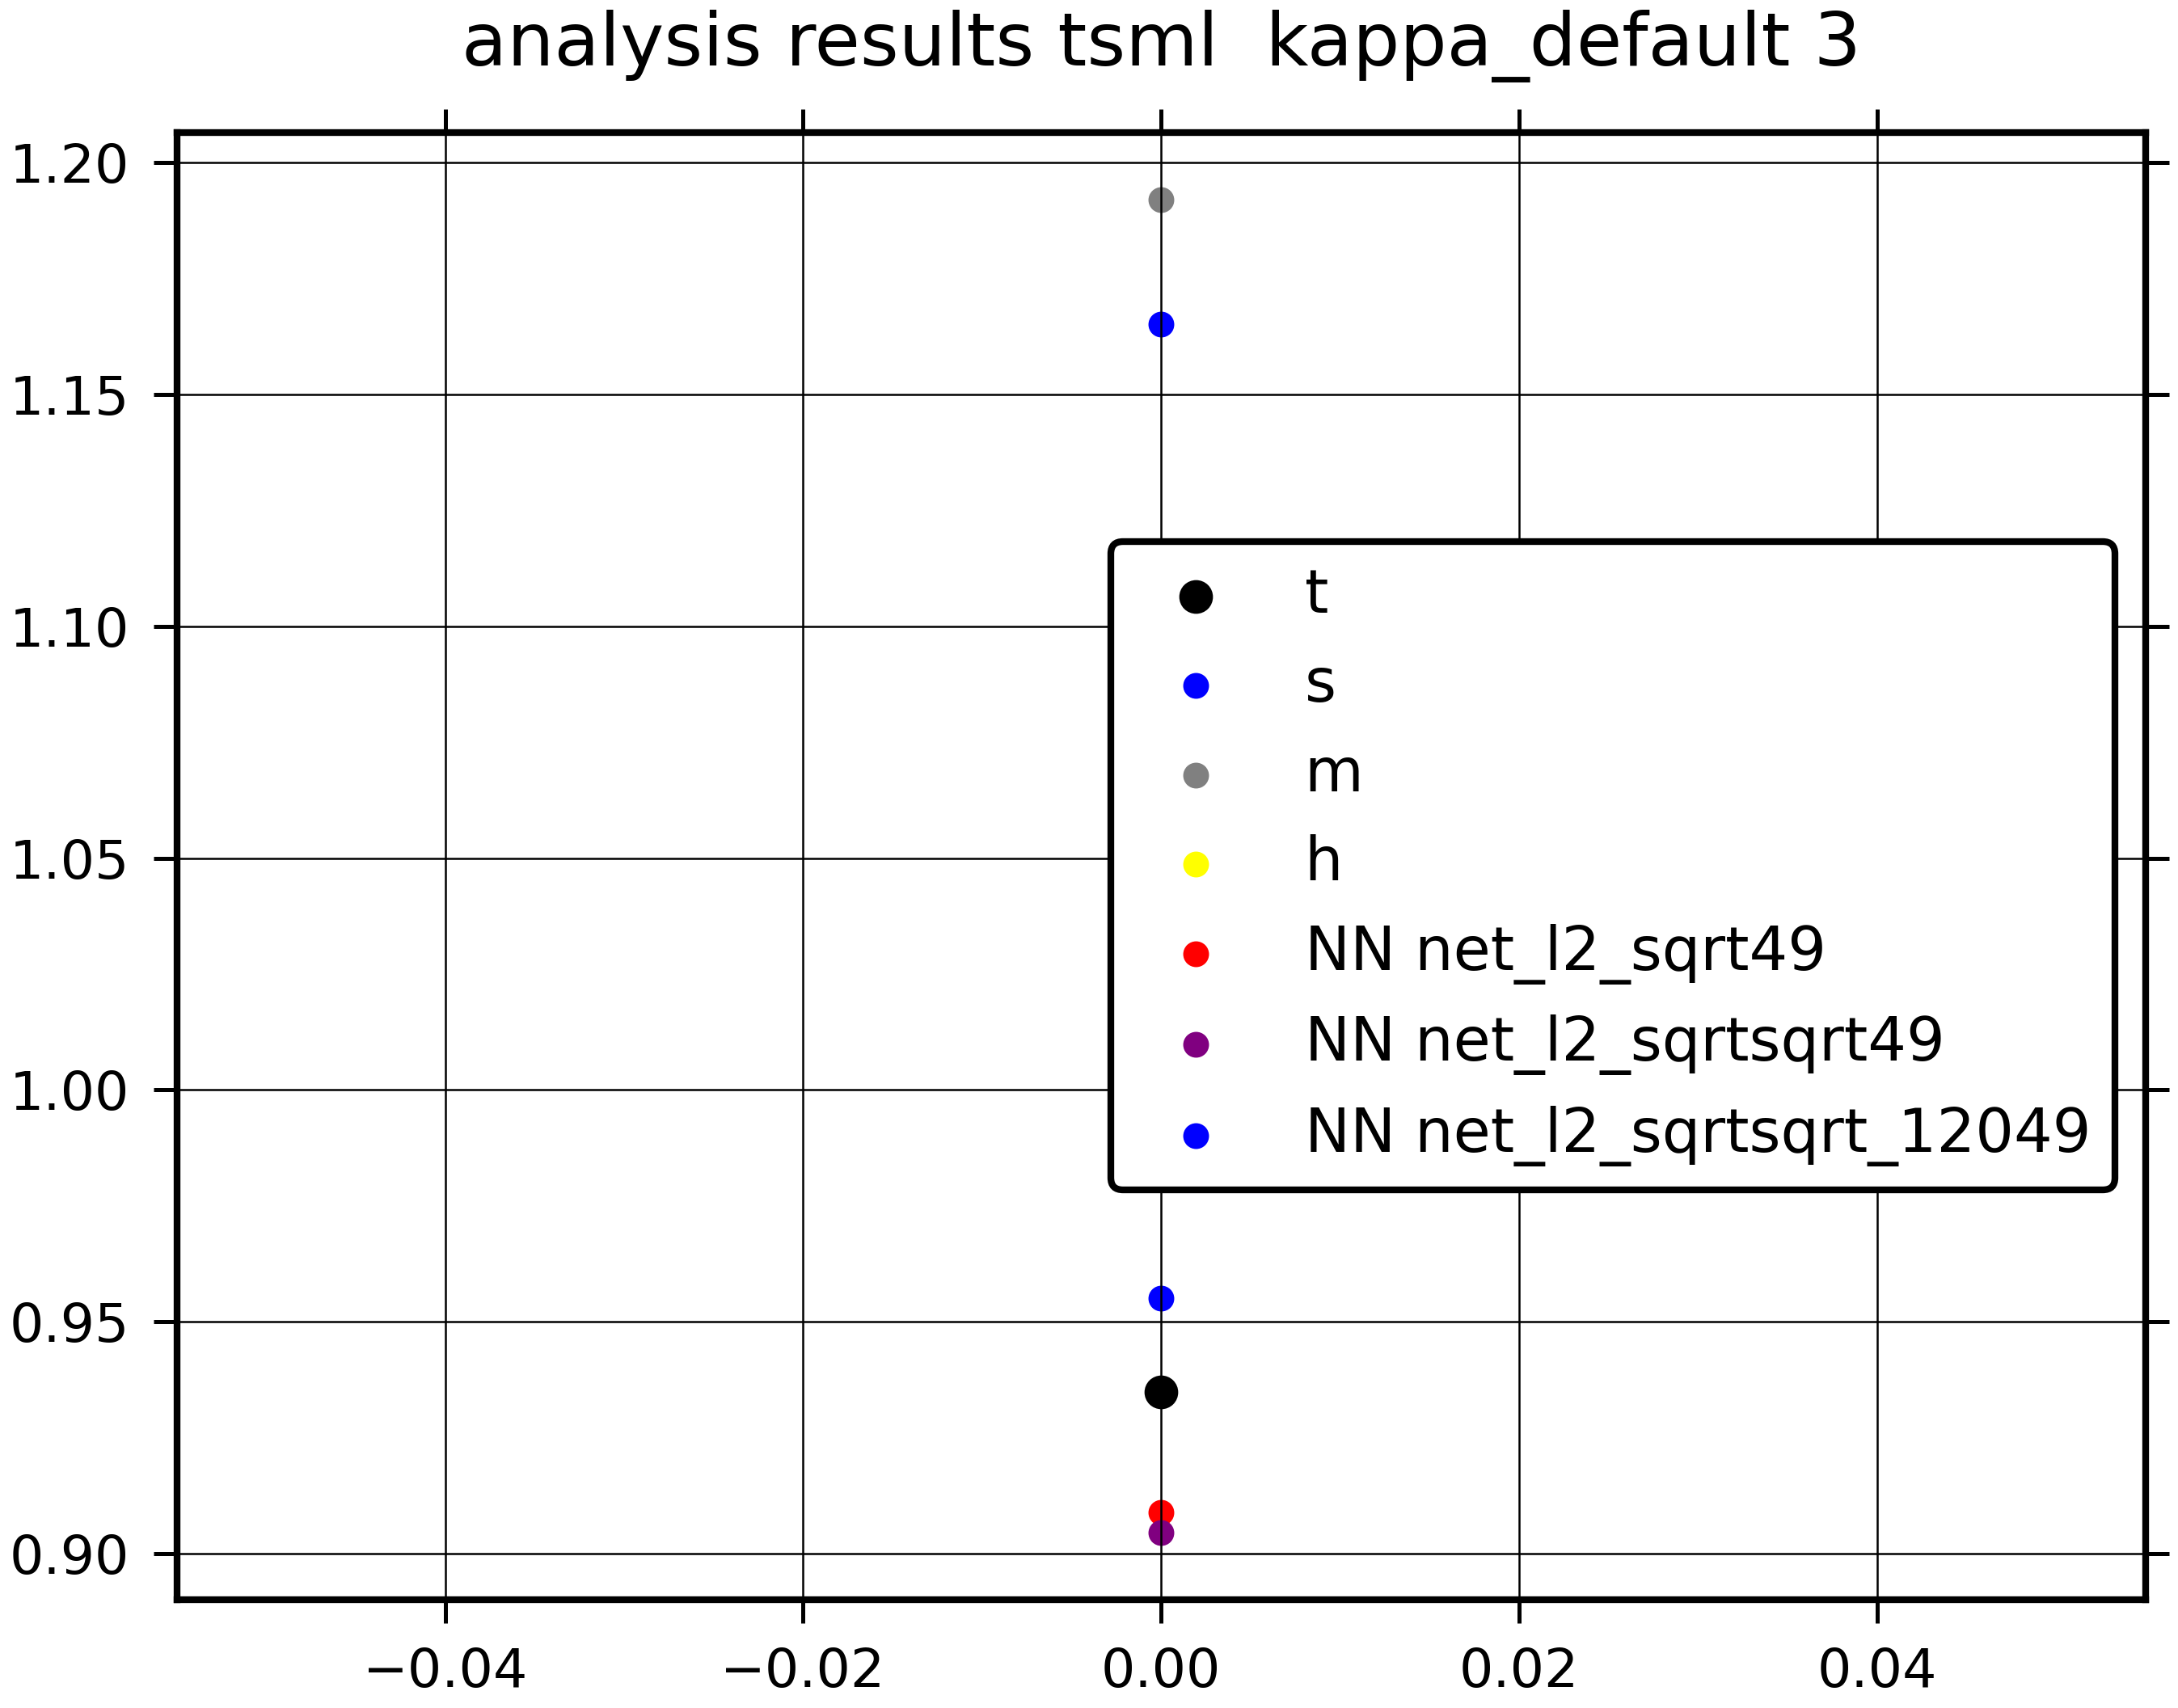 analysis results tsml  kappa_default 3
1.20
1.15
1.10
1.05
1.00
0.95
0.90
t
s
m
h
NN net_l2_sqrt49
NN net_l2_sqrtsqrt49
NN net_l2_sqrtsqrt_12049
−0.04 −0.02 0.00 0.02 0.04